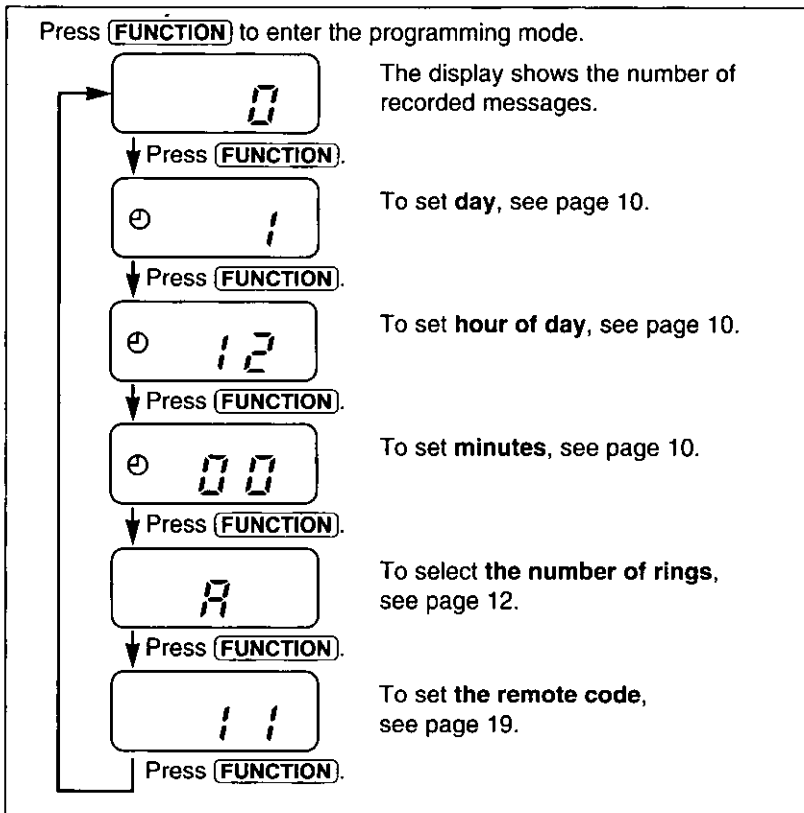 Press FUNCTION to enter the programming mode.
0
The display shows the number of
recorded messages.
Press FUNCTION.
1
To set day, see page 10.
Press FUNCTION.
12
To set hour of day, see page 10.
Press FUNCTION.
00
To set minutes, see page 10.
Press FUNCTION.
A
To select the number of rings,
see page 12.
Press FUNCTION.
11
To set the remote code,
see page 19.
Press FUNCTION.